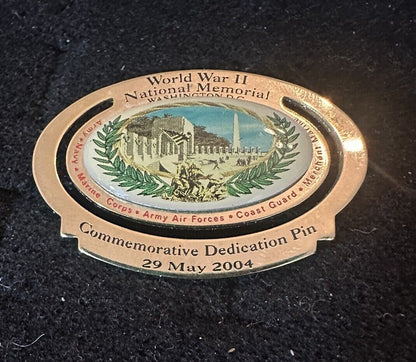 World War II
National Memorial
WASHINGTON D.C.
Army • Navy • Marine Corps • Army Air Forces • Coast Guard • Merchant
Commemorative Dedication Pin
29 May 2004